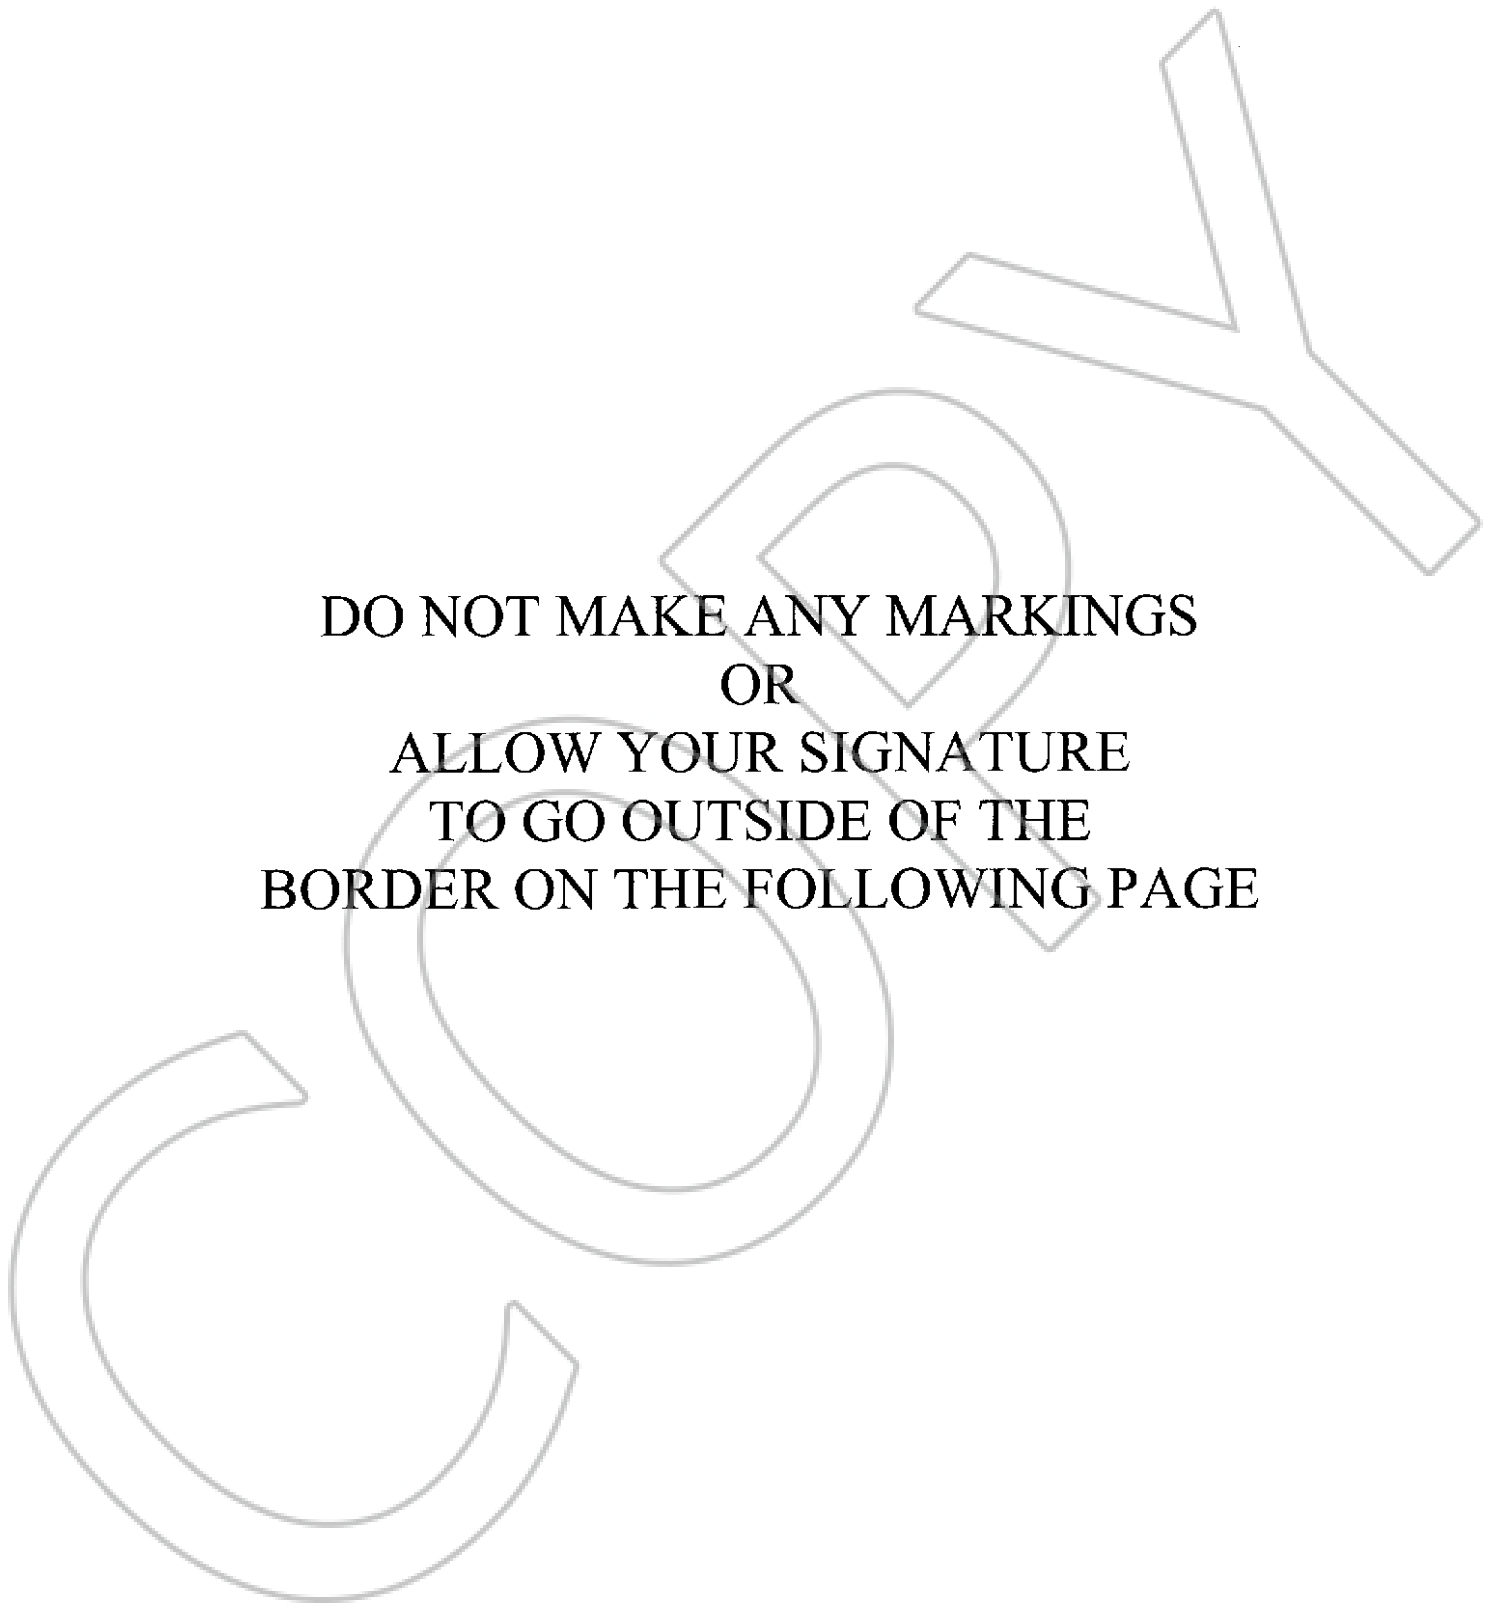 DO NOT MAKE ANY MARKINGS
OR
ALLOW YOUR SIGNATURE
TO GO OUTSIDE OF THE
BORDER ON THE FOLLOWING PAGE
COPY